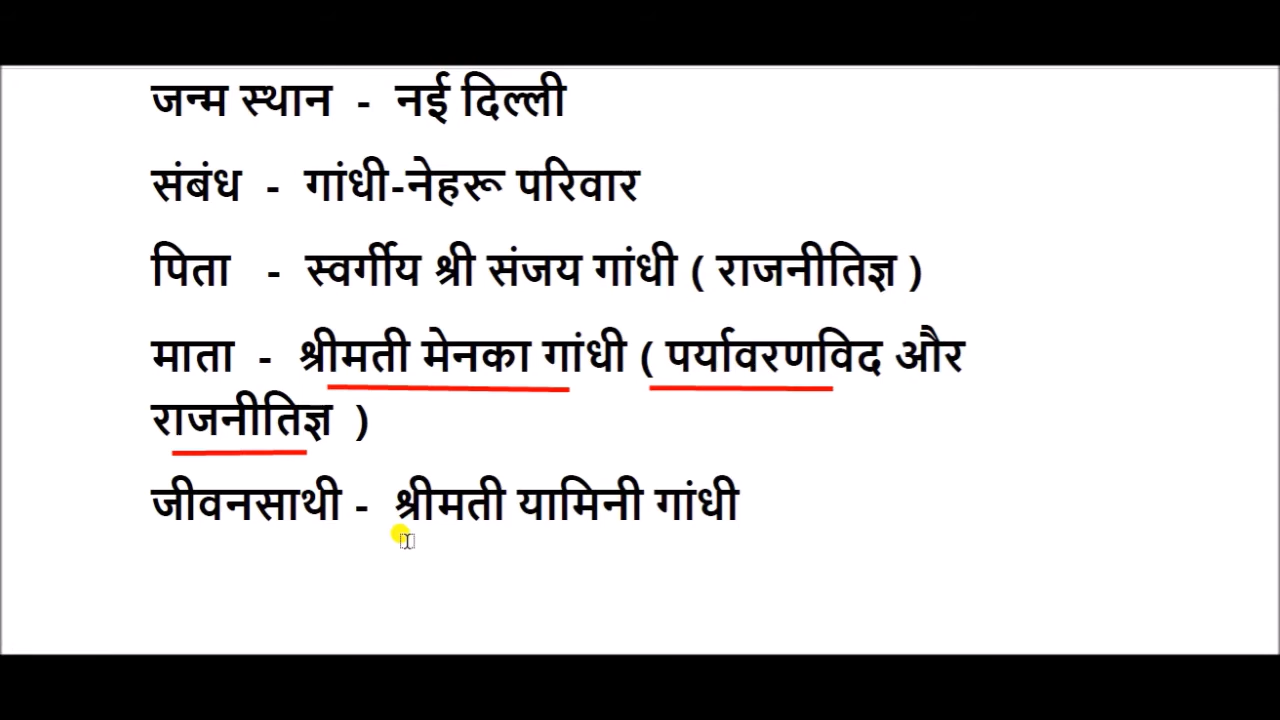 जन्म स्थान - नई दिल्ली
संबंध - गांधी-नेहरू परिवार
पिता - स्वर्गीय श्री संजय गांधी ( राजनीतिज्ञ )
माता - श्रीमती मेनका गांधी ( पर्यावरणविद और
राजनीतिज्ञ )
जीवनसाथी - श्रीमती यामिनी गांधी